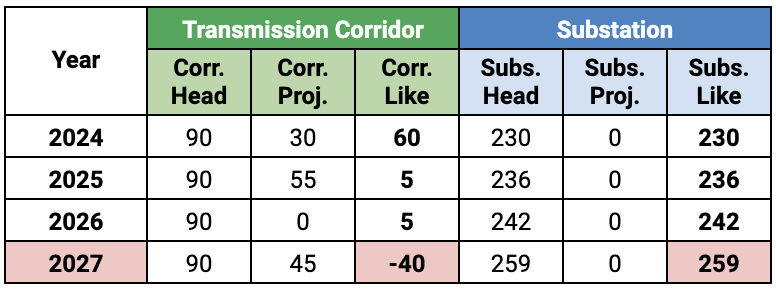 Year Transmission Corridor Substation
Corr. Head Corr. Proj. Corr. Like Subs. Head Subs. Proj. Subs. Like
2024 90 30 60 230 0 230
2025 90 55 5 236 0 236
2026 90 0 5 242 0 242
2027 90 45 -40 259 0 259